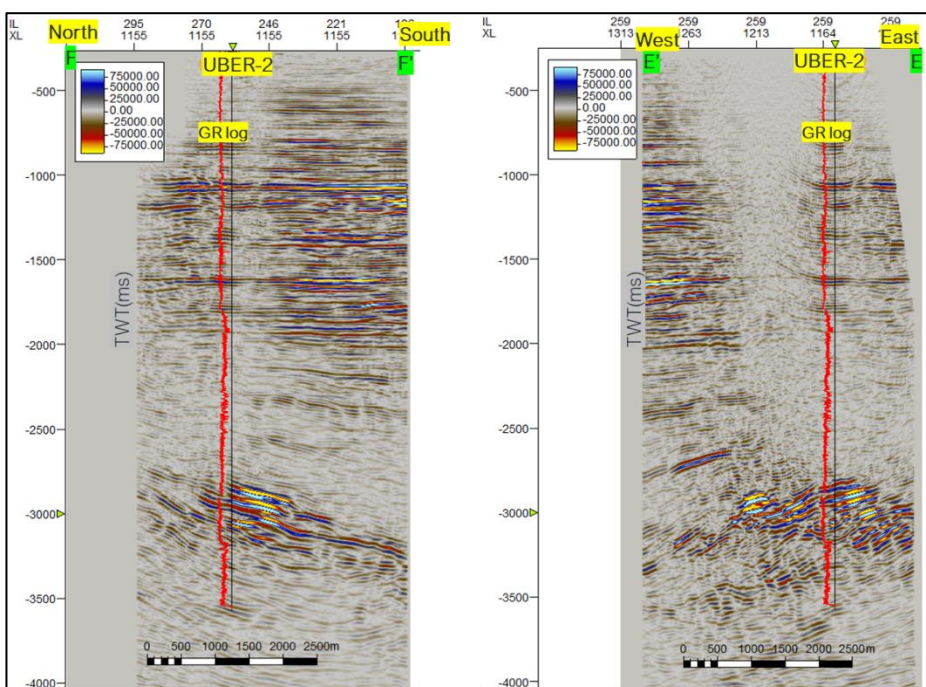 IL 295 270 246 221 196
XL 1155 1155 1155 1155 1155
North South
F UBER-2 F'
75000.00
50000.00
25000.00
0.00
-25000.00
-50000.00
-75000.00
GR log
-500
-1000
-1500
-2000
-2500
-3000
-3500
-4000
TWT(ms)
0 500 1000 1500 2000 2500m
IL 259 259 259 259 259
XL 1313 1263 1213 1164
West East
E' UBER-2 E
75000.00
50000.00
25000.00
0.00
-25000.00
-50000.00
-75000.00
GR log
-500
-1000
-1500
-2000
-2500
-3000
-3500
-4000
TWT(ms)
0 500 1000 1500 2000 2500m